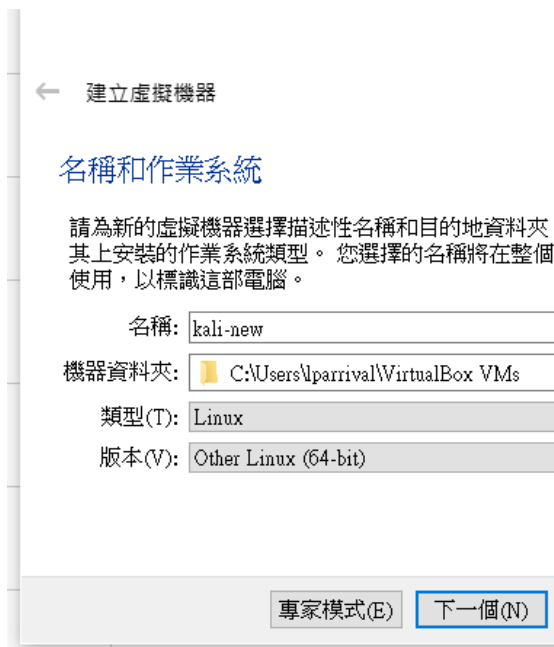 ← 建立虛擬機器
名稱和作業系統
請為新的虛擬機器選擇描述性名稱和目的地資料夾
其上安裝的作業系統類型。 您選擇的名稱將在整個
使用，以標識這部電腦。
名稱: kali-new
機器資料夾: C:\Users\lparrival\VirtualBox VMs
類型(T): Linux
版本(V): Other Linux (64-bit)
專家模式(E) 下一個(N)